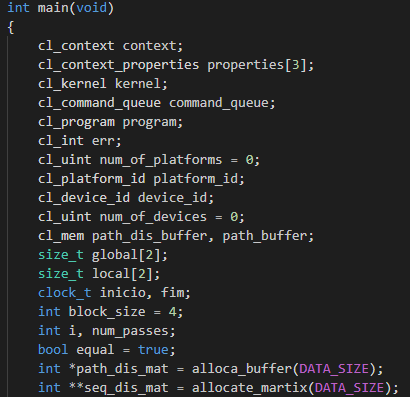 int main(void)
{
cl_context context;
cl_context_properties properties[3];
cl_kernel kernel;
cl_command_queue command_queue;
cl_program program;
cl_int err;
cl_uint num_of_platforms = 0;
cl_platform_id platform_id;
cl_device_id device_id;
cl_uint num_of_devices = 0;
cl_mem path_dis_buffer, path_buffer;
size_t global[2];
size_t local[2];
clock_t inicio, fim;
int block_size = 4;
int i, num_passes;
bool equal = true;
int *path_dis_mat = alloca_buffer(DATA_SIZE);
int **seq_dis_mat = allocate_martix(DATA_SIZE);